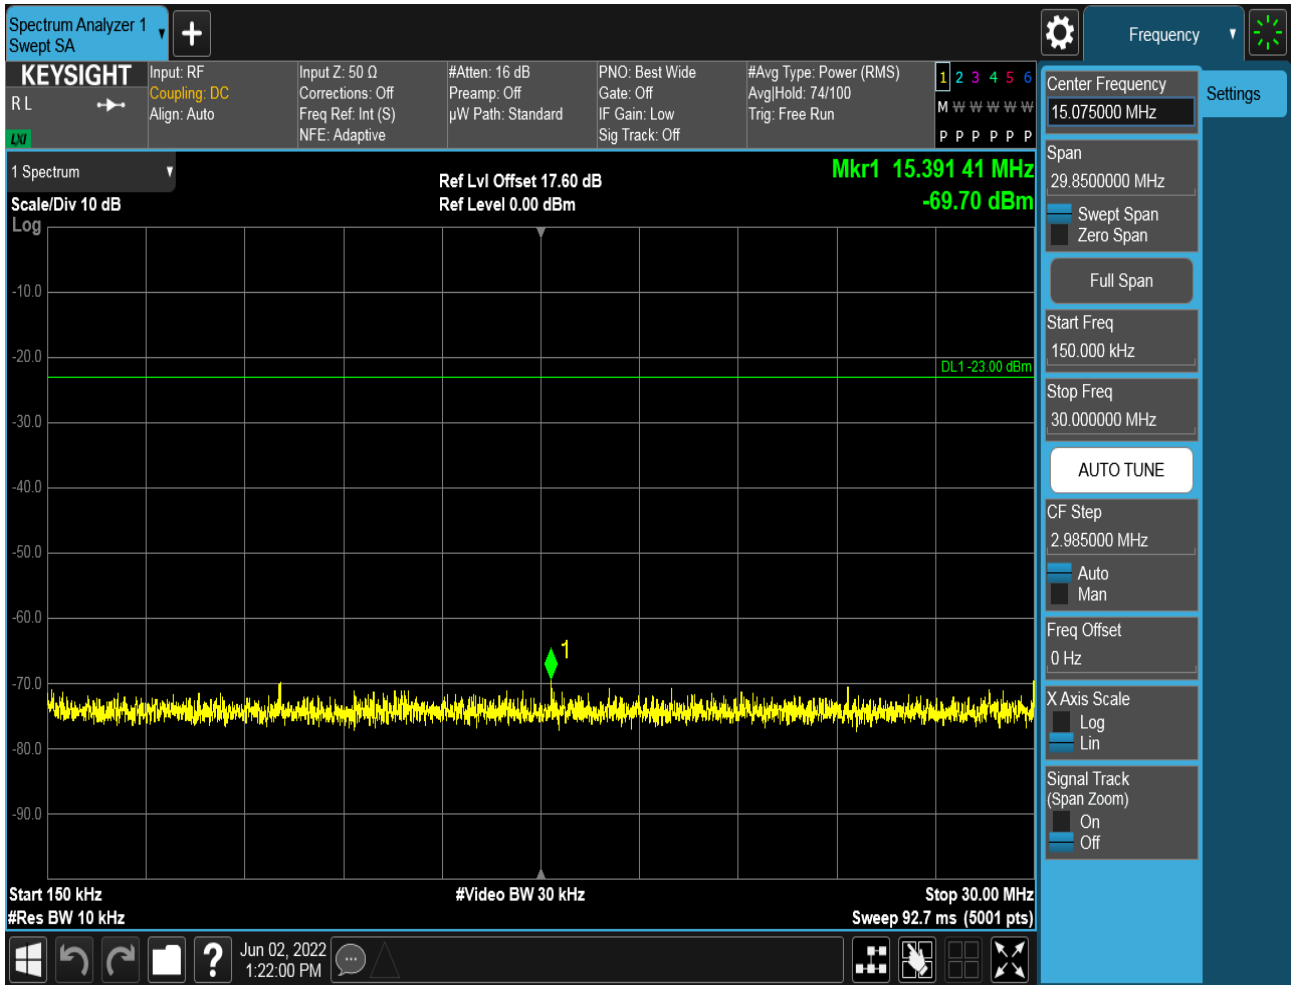 Spectrum Analyzer 1
Swept SA
Frequency
KEYSIGHT
R L
LXI
Input: RF
Coupling: DC
Align: Auto
Input Z: 50 Ω
Corrections: Off
Freq Ref: Int (S)
NFE: Adaptive
#Atten: 16 dB
Preamp: Off
µW Path: Standard
PNO: Best Wide
Gate: Off
IF Gain: Low
Sig Track: Off
#Avg Type: Power (RMS)
Avg|Hold: 74/100
Trig: Free Run
1 2 3 4 5 6
M W W W W W
P P P P P P
1 Spectrum
Scale/Div 10 dB
Log
Ref Lvl Offset 17.60 dB
Ref Level 0.00 dBm
Mkr1 15.391 41 MHz
-69.70 dBm
-10.0
-20.0
DL1 -23.00 dBm
-30.0
-40.0
-50.0
-60.0
1
-70.0
-80.0
-90.0
Start 150 kHz
#Res BW 10 kHz
#Video BW 30 kHz
Stop 30.00 MHz
Sweep 92.7 ms (5001 pts)
Center Frequency
15.075000 MHz
Settings
Span
29.8500000 MHz
Swept Span
Zero Span
Full Span
Start Freq
150.000 kHz
Stop Freq
30.000000 MHz
AUTO TUNE
CF Step
2.985000 MHz
Auto
Man
Freq Offset
0 Hz
X Axis Scale
Log
Lin
Signal Track
(Span Zoom)
On
Off
?
Jun 02, 2022
1:22:00 PM